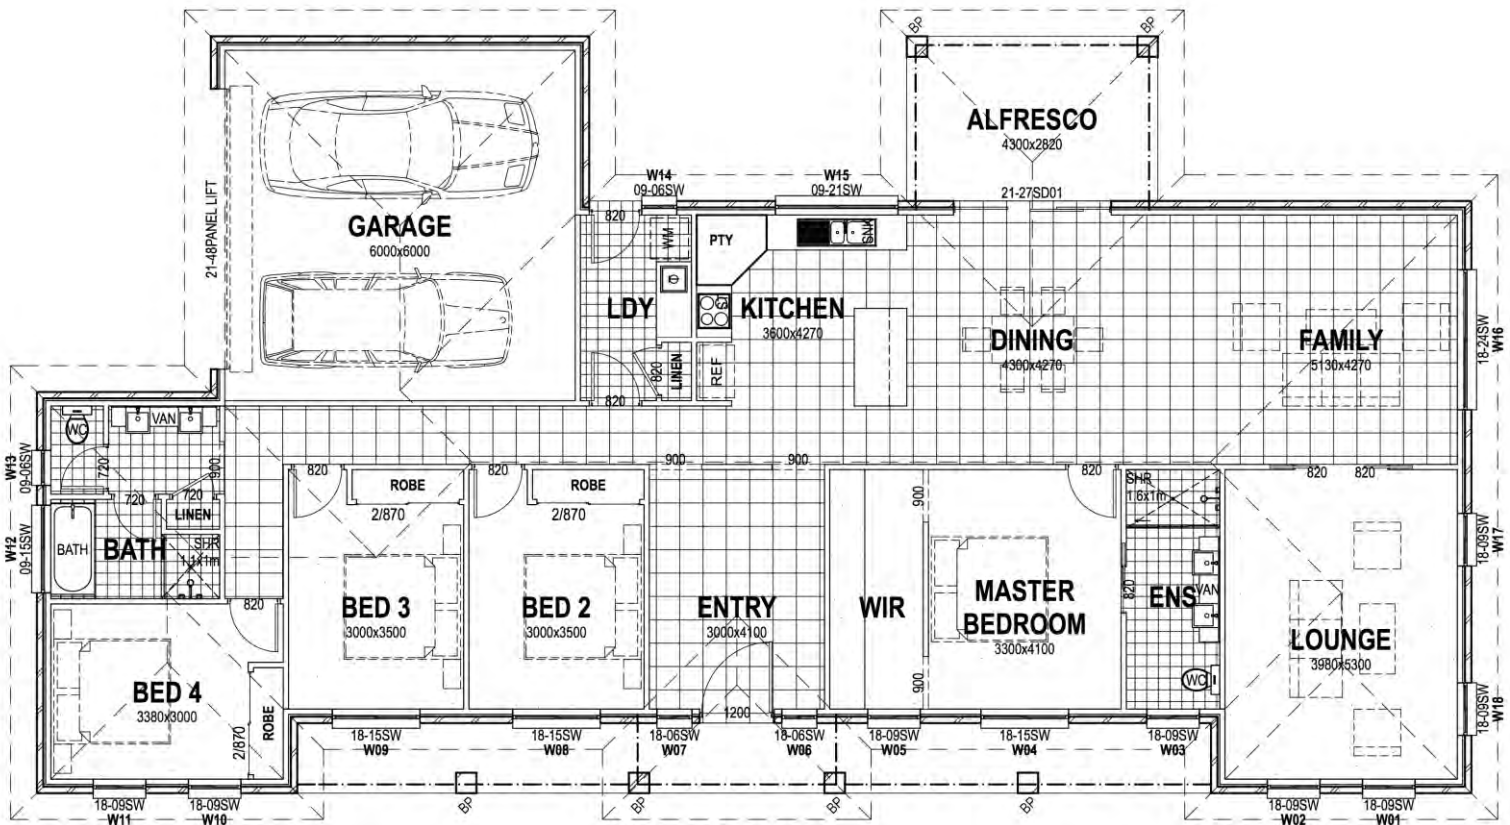 BP
BP
ALFRESCO
4300x2820
W14
09-06SW
W15
09-21SW
21-27SD01
21-48PANEL LIFT
GARAGE
6000x6000
820
WM
PTY
SNK
LDY
KITCHEN
3600x4270
DINING
4300x4270
FAMILY
5130x4270
18-24SW
W16
820
LINEN
REF
820
WC
VAN
W13
09-06SW
720
900
720
720
LINEN
820
ROBE
2/870
820
ROBE
2/870
900
900
900
820
SHR
1.6x1m
820
820
W12
09-15SW
BATH
BATH
SHR
1.1x1m
820
BED 3
3000x3500
BED 2
3000x3500
ENTRY
3000x4100
WIR
MASTER
BEDROOM
3300x4100
820
ENS
VAN
WC
LOUNGE
3980x5300
18-09SW
W17
18-09SW
W18
BED 4
3380x3000
ROBE
2/870
900
1200
18-15SW
W09
18-15SW
W08
18-06SW
W07
18-06SW
W06
18-09SW
W05
18-15SW
W04
18-09SW
W03
18-09SW
W11
18-09SW
W10
BP
BP
BP
BP
18-09SW
W02
18-09SW
W01